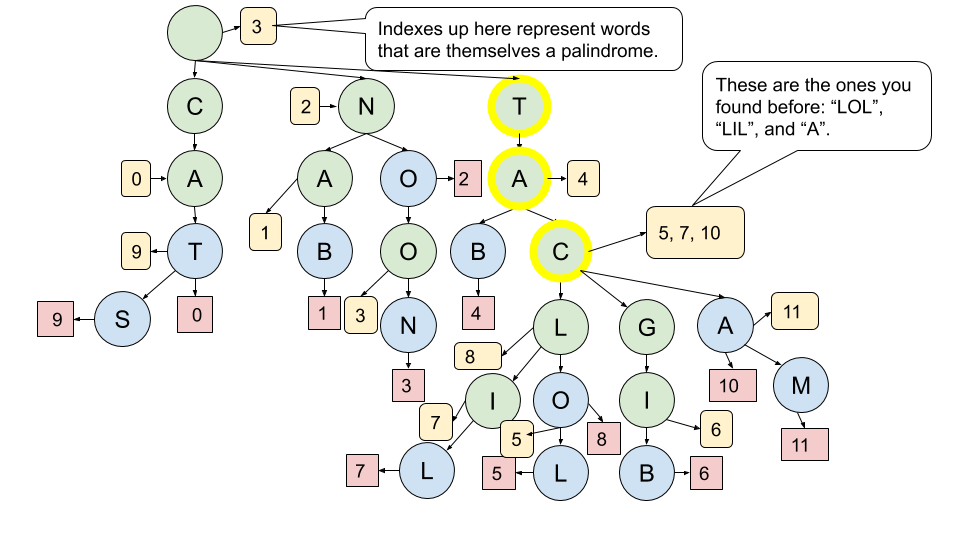 3
Indexes up here represent words
that are themselves a palindrome.
These are the ones you
found before: “LOL”,
“LIL”, and “A”.
C
2
N
T
0
A
A
O
2
A
4
1
5, 7, 10
9
T
B
O
B
C
9
S
0
1
3
4
L
G
A
11
N
8
3
I
O
I
10
M
7
5
8
6
11
7
L
5
L
B
6